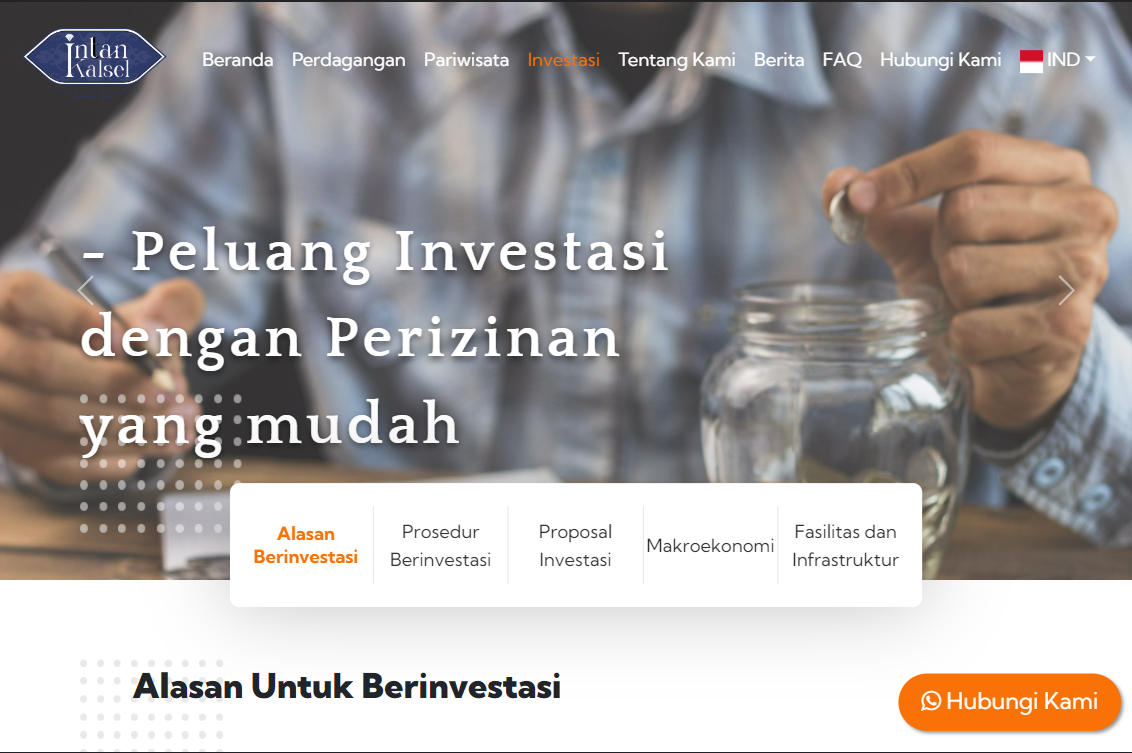 Intan
Kalsel
Beranda Perdagangan Pariwisata Investasi Tentang Kami Berita FAQ Hubungi Kami IND
- Peluang Investasi
dengan Perizinan
yang mudah
Alasan
Berinvestasi
Prosedur
Berinvestasi
Proposal
Investasi
Makroekonomi
Fasilitas dan
Infrastruktur
Alasan Untuk Berinvestasi
Hubungi Kami